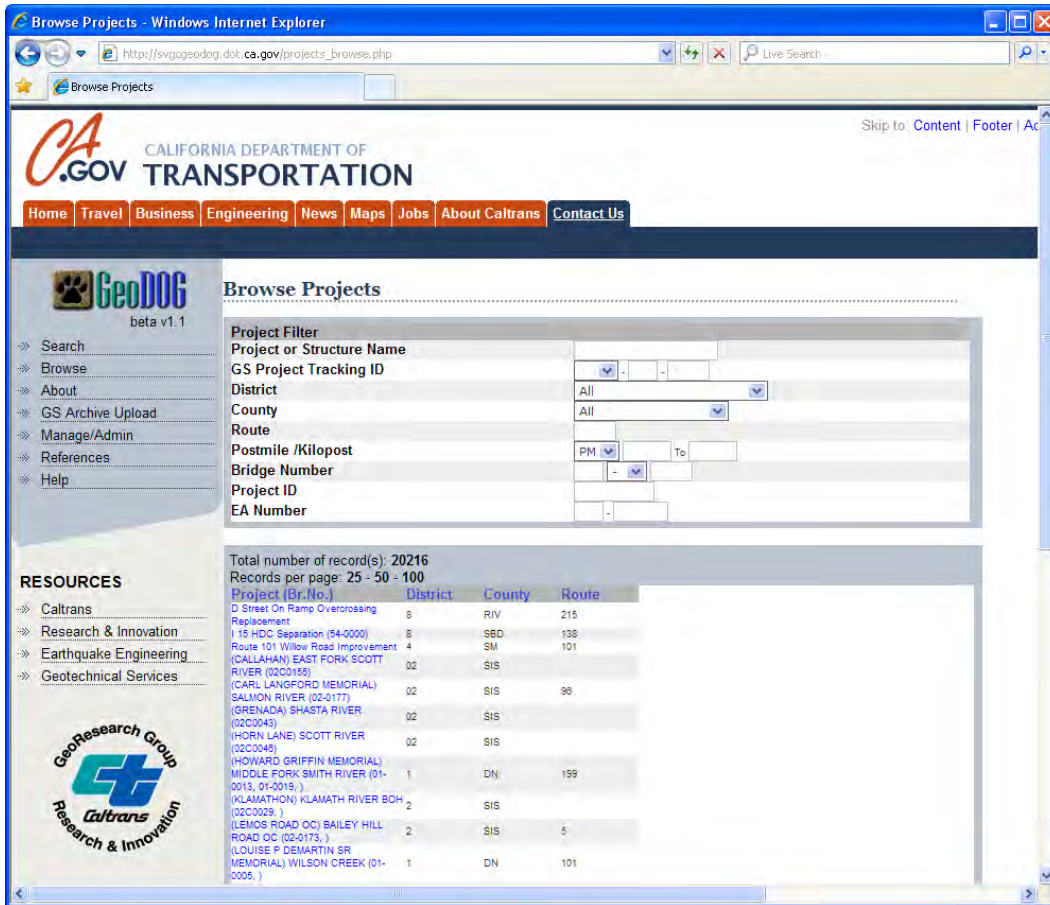 Browse Projects - Windows Internet Explorer
http://svgcgeodog.dot.ca.gov/projects_browse.php
Live Search
Browse Projects
Skip to: Content | Footer |
CA.GOV
CALIFORNIA DEPARTMENT OF
TRANSPORTATION
Home Travel Business Engineering News Maps Jobs About Caltrans Contact Us
GeoDOG
beta v1.1
Search
Browse
About
GS Archive Upload
Manage/Admin
References
Help
RESOURCES
Caltrans
Research & Innovation
Earthquake Engineering
Geotechnical Services
GeoResearch Group
Caltrans
Research & Innovation
Browse Projects
Project Filter
Project or Structure Name
GS Project Tracking ID - -
District All
County All
Route
Postmile /Kilopost PM To
Bridge Number -
Project ID
EA Number -
Total number of record(s): 20216
Records per page: 25 - 50 - 100
Project (Br.No.) District County Route
D Street On Ramp Overcrossing
Replacement 8 RIV 215
I 15 HDC Separation (54-0000) 8 SBD 138
Route 101 Willow Road Improvement 4 SM 101
(CALLAHAN) EAST FORK SCOTT
RIVER (02C0155) 02 SIS
(CARL LANGFORD MEMORIAL)
SALMON RIVER (02-0177) 02 SIS 96
(GRENADA) SHASTA RIVER
(02C0043) 02 SIS
(HORN LANE) SCOTT RIVER
(02C0046) 02 SIS
(HOWARD GRIFFIN MEMORIAL)
MIDDLE FORK SMITH RIVER (01-
0013, 01-0019, ) 1 DN 199
(KLAMATHON) KLAMATH RIVER BOH
(02C0029, ) 2 SIS
(LEMOS ROAD OC) BAILEY HILL
ROAD OC (02-0173, ) 2 SIS 5
(LOUISE P DEMARTIN SR
MEMORIAL) WILSON CREEK (01-
0005, ) 1 DN 101